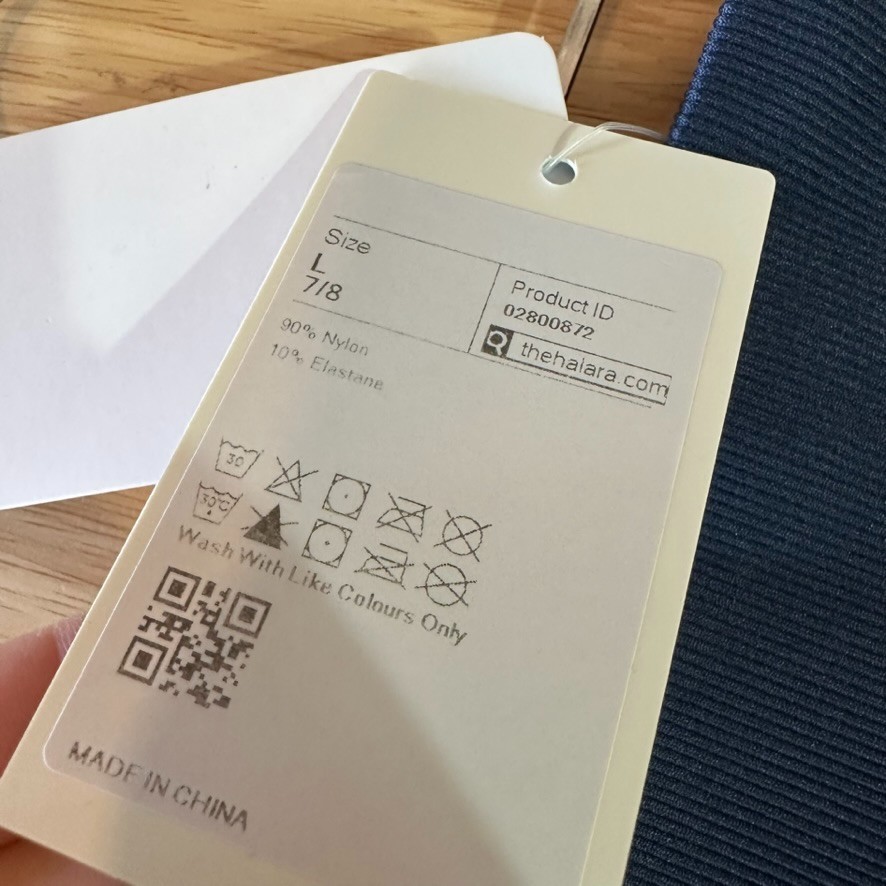 Size
L
7/8
Product ID
02800872
thehalara.com
90% Nylon
10% Elastane
30
30°C
Wash With Like Colours Only
MADE IN CHINA